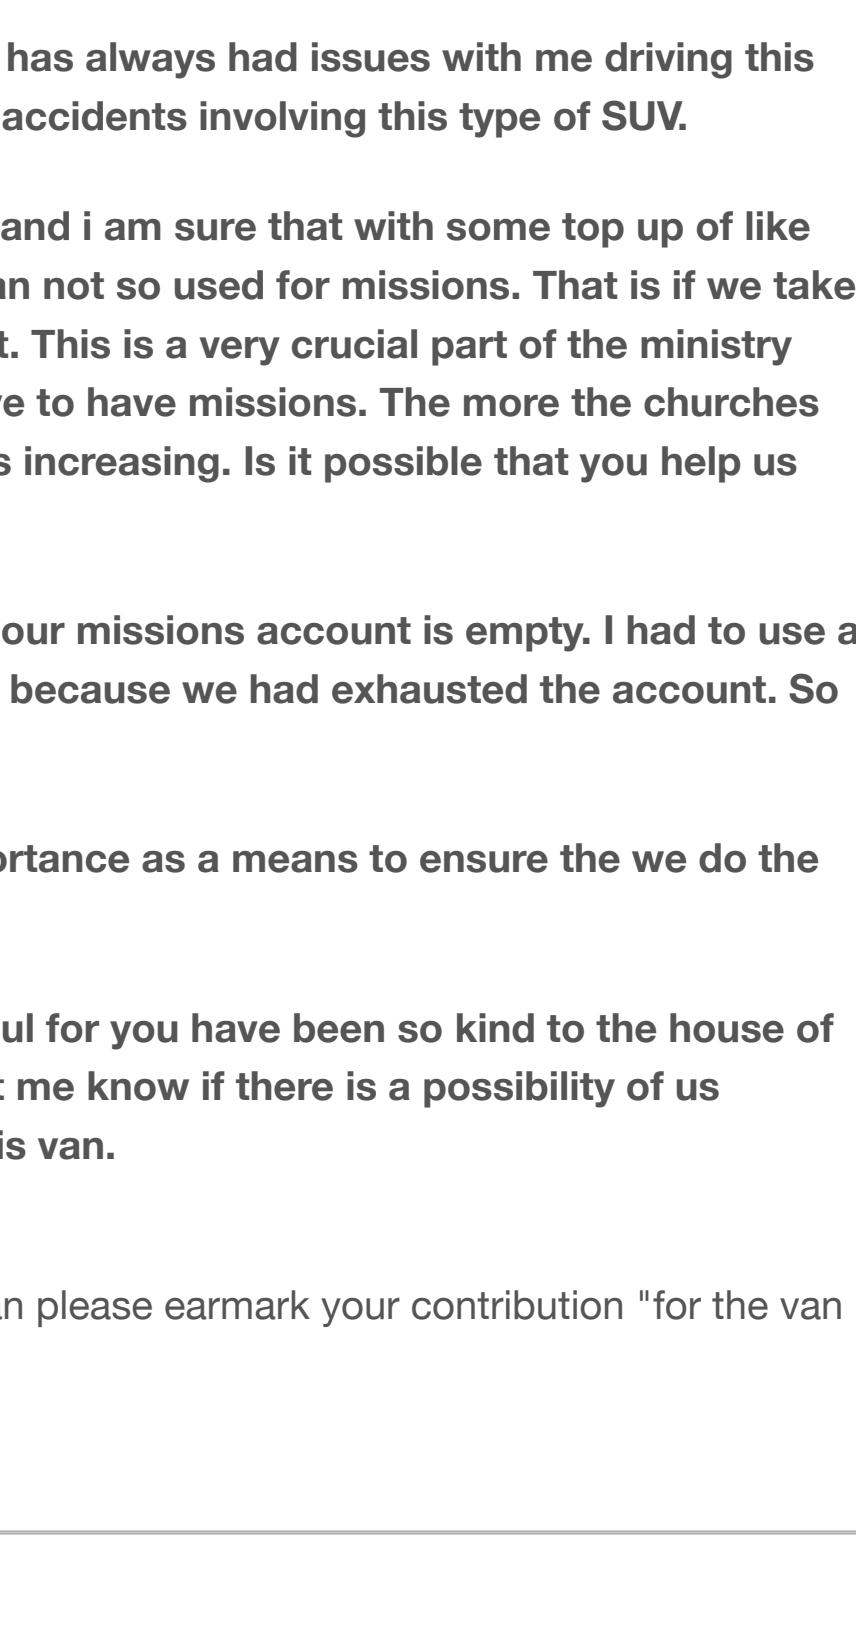 has always had issues with me driving this
accidents involving this type of SUV.
and i am sure that with some top up of like
not so used for missions. That is if we take
This is a very crucial part of the ministry
to have missions. The more the churches
increasing. Is it possible that you help us
our missions account is empty. I had to use a
because we had exhausted the account. So
as a means to ensure the we do the
for you have been so kind to the house of
me know if there is a possibility of us
van.
please earmark your contribution "for the van